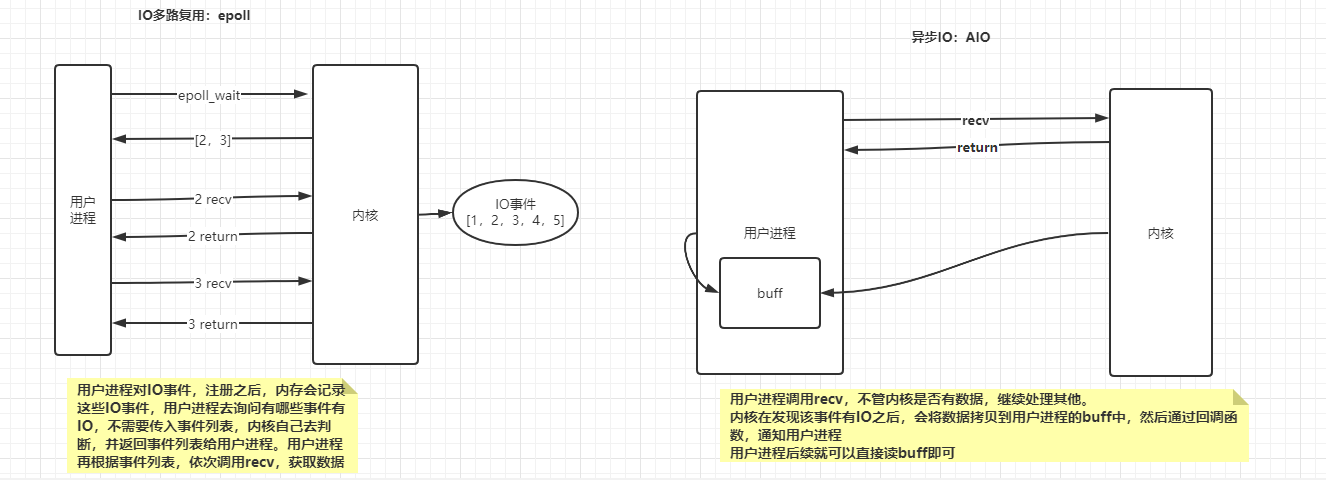 IO多路复用：epoll
用户
进程
epoll_wait
[2，3]
2 recv
2 return
3 recv
3 return
内核
IO事件
[1，2，3，4，5]
用户进程对IO事件，注册之后，内存会记录
这些IO事件，用户进程去询问有哪些事件有
IO，不需要传入事件列表，内核自己去判
断，并返回事件列表给用户进程。用户进程
再根据事件列表，依次调用recv，获取数据
异步IO：AIO
recv
return
用户进程
buff
内核
用户进程调用recv，不管内核是否有数据，继续处理其他。
内核在发现该事件有IO之后，会将数据拷贝到用户进程的buff中，然后通过回调函
数，通知用户进程
用户进程后续就可以直接读buff即可